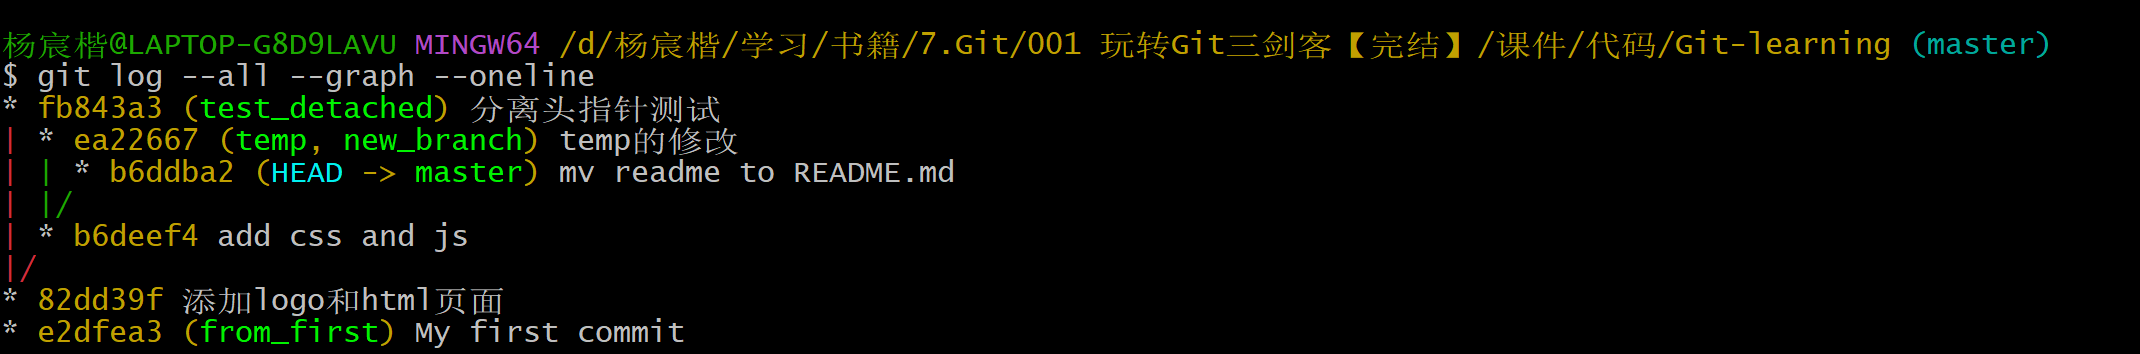 杨宸楷@LAPTOP-G8D9LAVU MINGW64 /d/杨宸楷/学习/书籍/7.Git/001 玩转Git三剑客【完结】/课件/代码/Git-learning (master)
$ git log --all --graph --oneline
* fb843a3 (test_detached) 分离头指针测试
| * ea22667 (temp, new_branch) temp的修改
| | * b6ddba2 (HEAD -> master) mv readme to README.md
| |/
| * b6deef4 add css and js
|/
* 82dd39f 添加logo和html页面
* e2dfea3 (from_first) My first commit